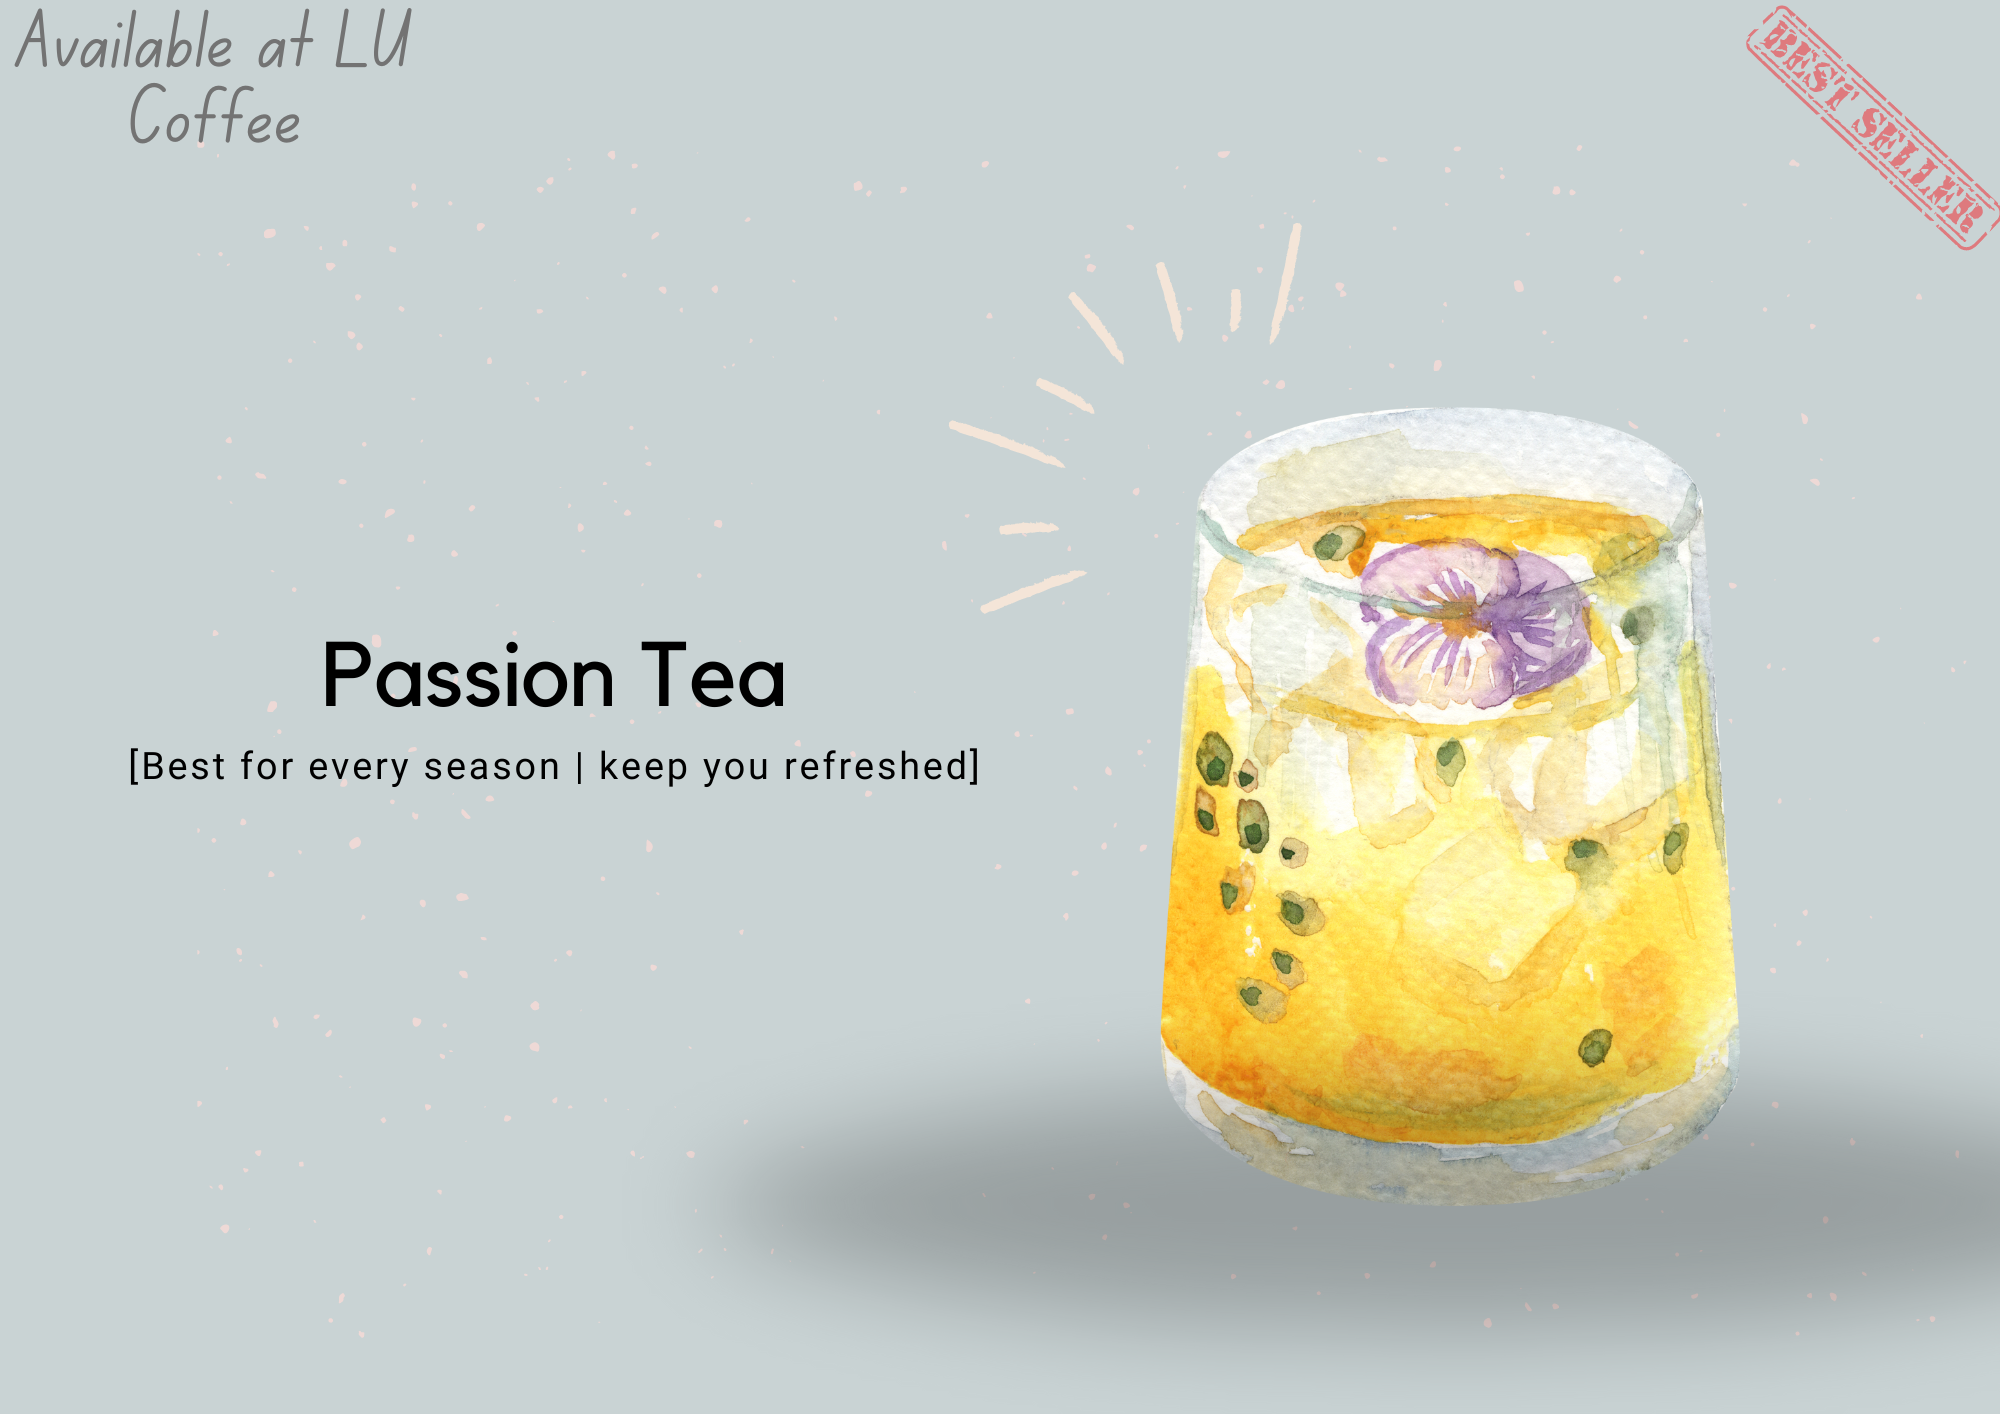 Available at LU
Coffee
BEST SELLER
Passion Tea
[Best for every season | keep you refreshed]